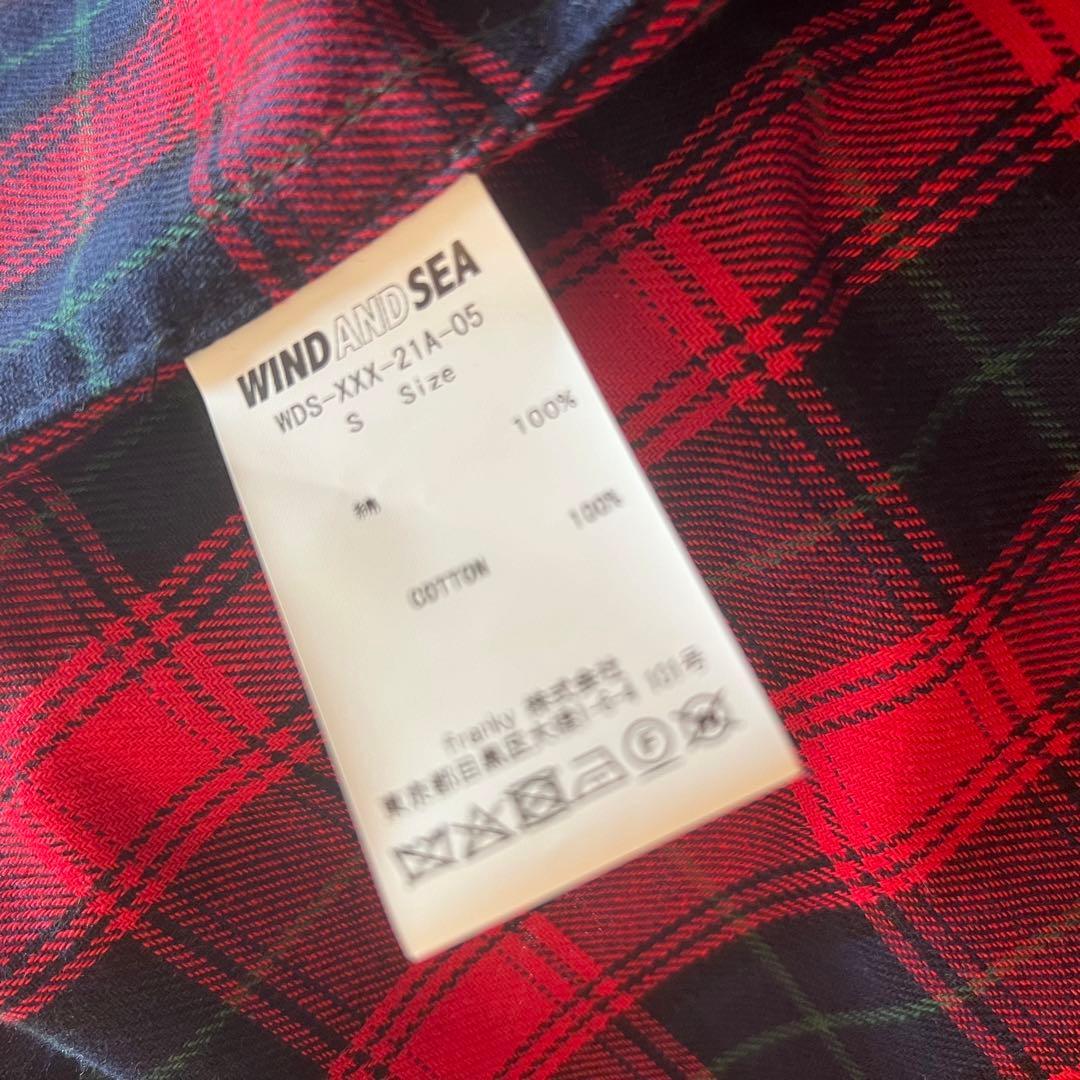 WIND AND SEA
WDS-XXX-21A-05
S Size
綿 100%
COTTON 100%
franky 株式会社
東京都目黒区大橋1-6-4 101号
F
W